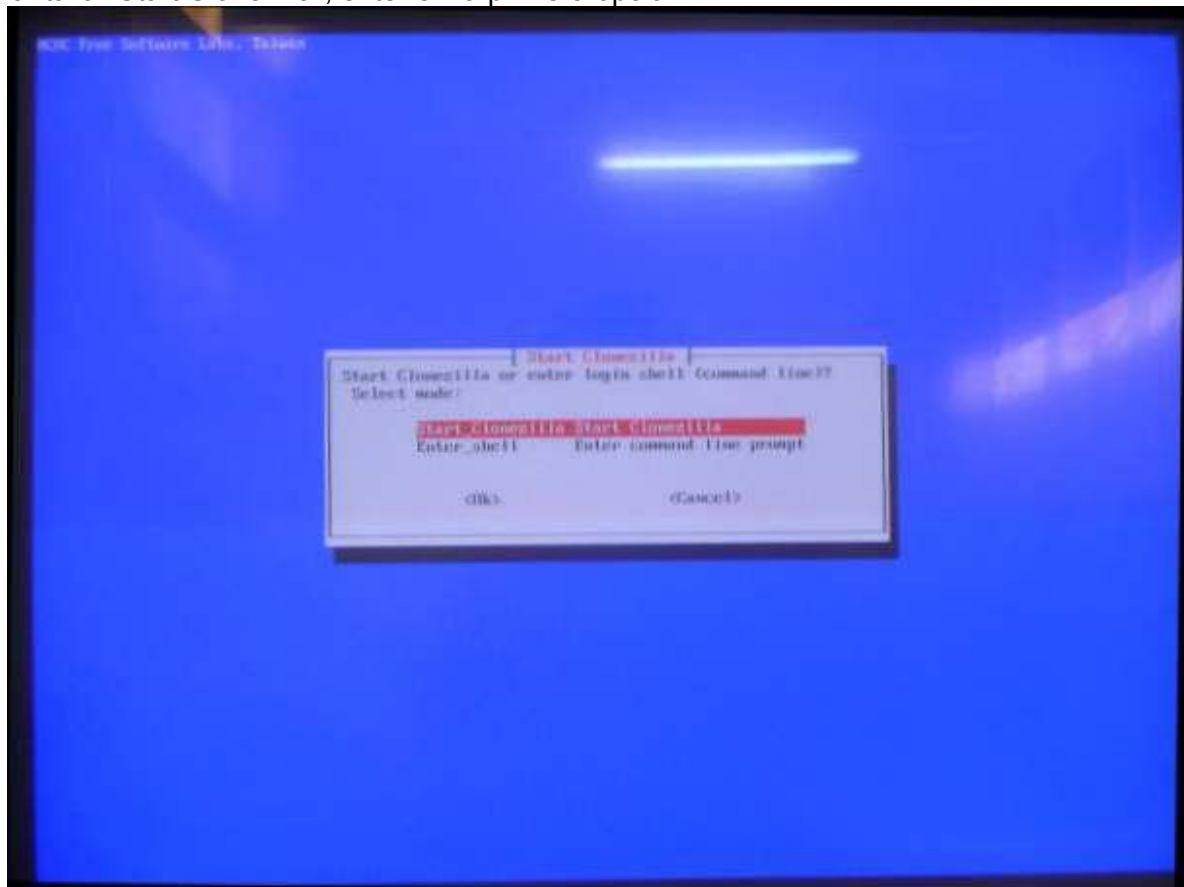 NCHC Free Software Labs, Taiwan
Start Clonezilla
Start Clonezilla or enter login shell (command line)?
Select mode:
Start_Clonezilla Start Clonezilla
Enter_shell Enter command line prompt
<Ok> <Cancel>